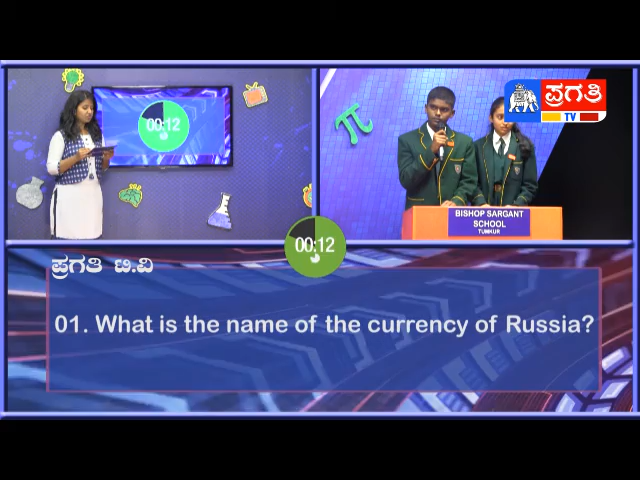 00:12
π
ಪ್ರಗತಿ
TV
BISHOP SARGANT
SCHOOL
TUMKUR
00:12
ಪ್ರಗತಿ ಟಿ.ವಿ
01. What is the name of the currency of Russia?